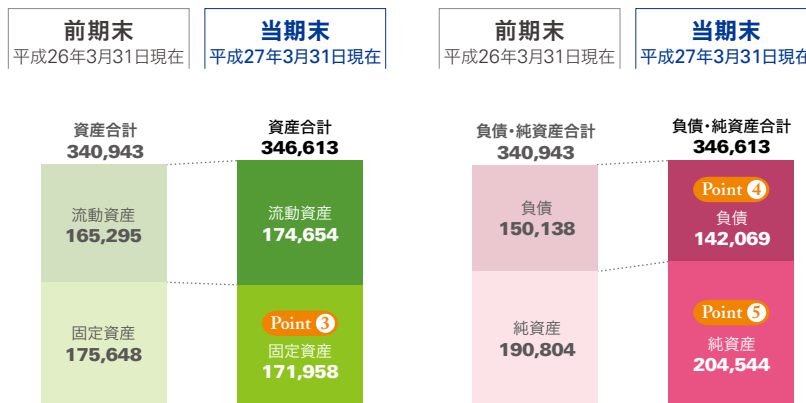 前期末
平成26年3月31日現在
当期末
平成27年3月31日現在
前期末
平成26年3月31日現在
当期末
平成27年3月31日現在
資産合計
340,943
流動資産
165,295
固定資産
175,648
資産合計
346,613
流動資産
174,654
Point 3
固定資産
171,958
負債・純資産合計
340,943
負債
150,138
純資産
190,804
負債・純資産合計
346,613
Point 4
負債
142,069
Point 5
純資産
204,544